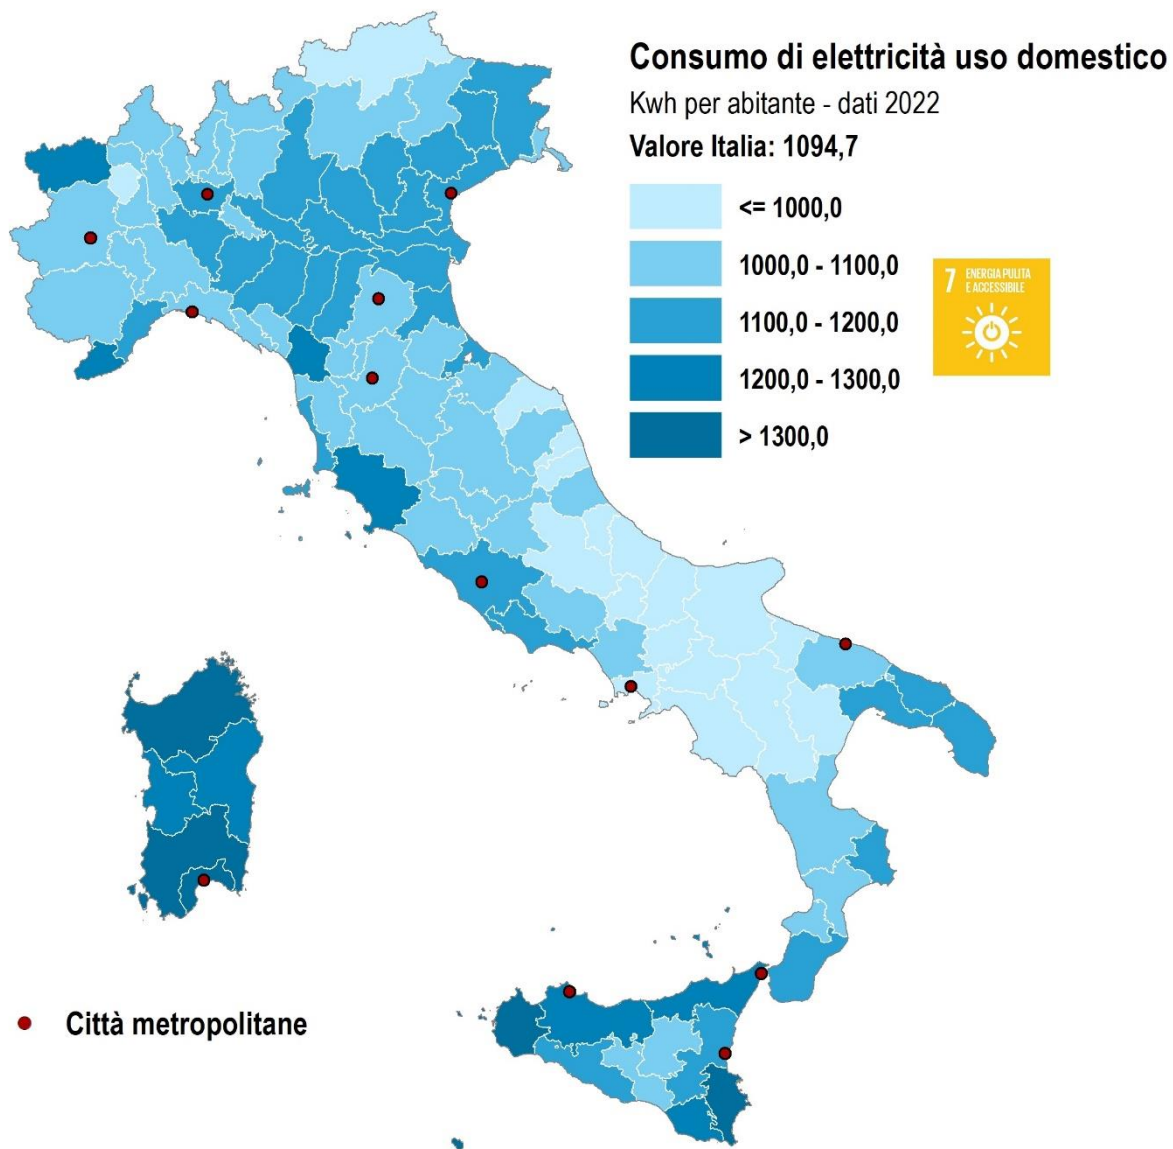 Consumo di elettricità uso domestico
Kwh per abitante - dati 2022
Valore Italia: 1094,7
<= 1000,0
1000,0 - 1100,0
1100,0 - 1200,0
1200,0 - 1300,0
> 1300,0
7 ENERGIA PULITA
E ACCESSIBILE
Città metropolitane